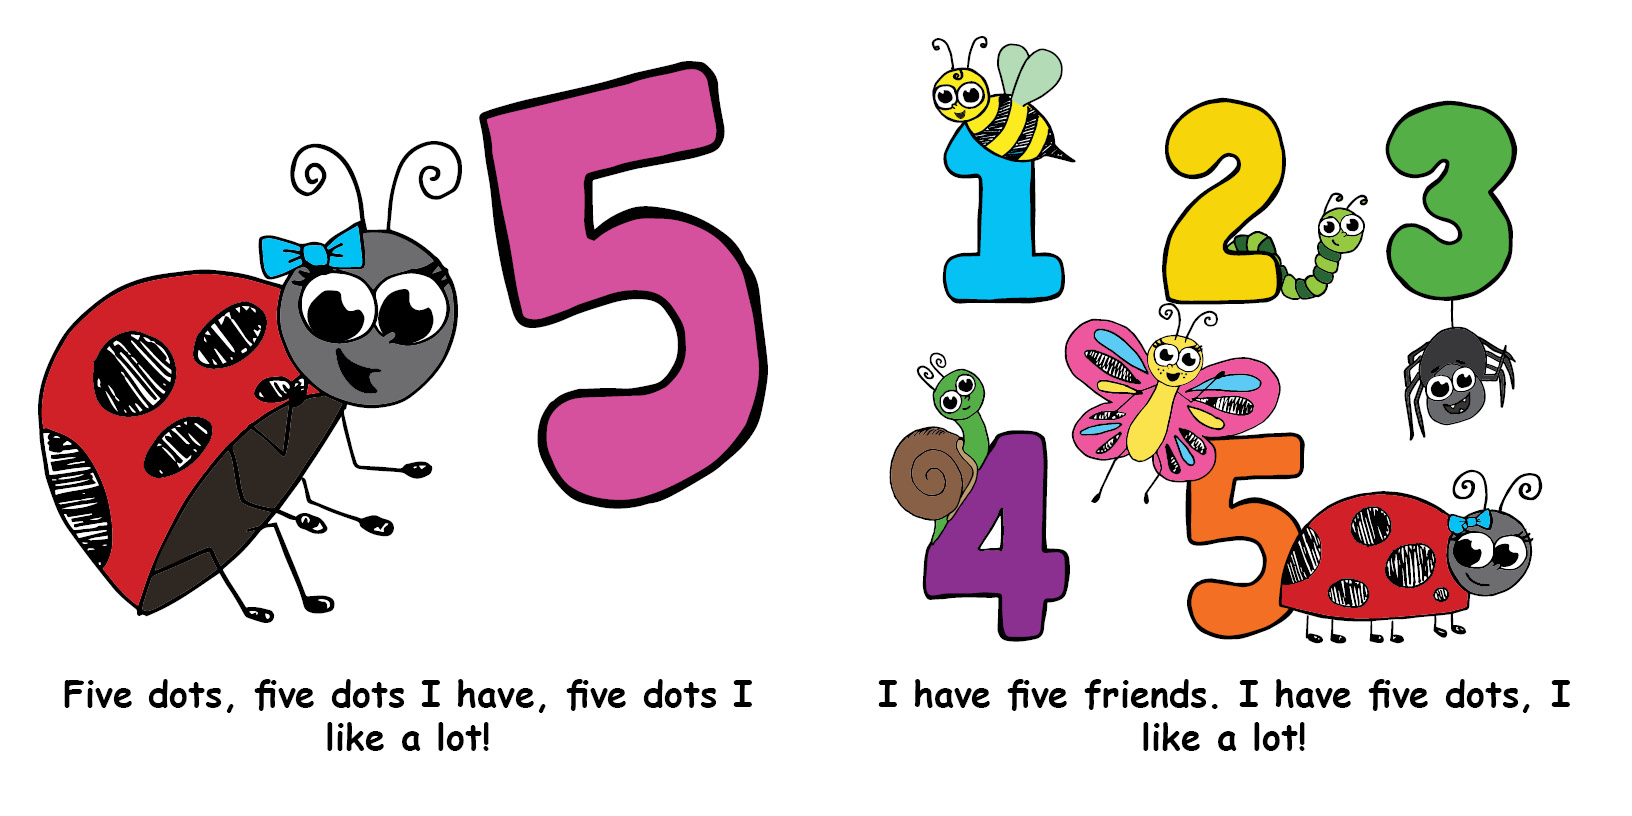 5
Five dots, five dots I have, five dots I
like a lot!
1 2 3
4 5
I have five friends. I have five dots, I
like a lot!